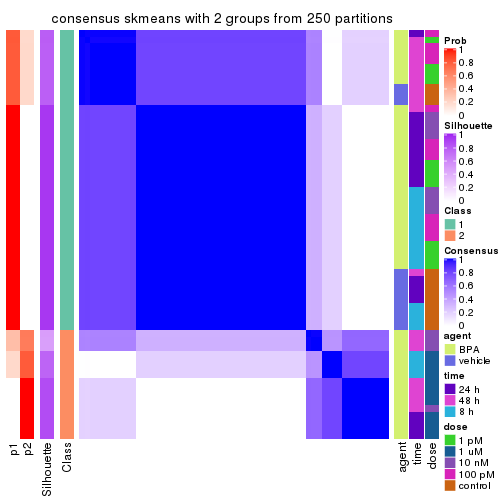 consensus skmeans with 2 groups from 250 partitions
Prob
1
0.8
0.6
0.4
0.2
0
Silhouette
1
0.8
0.6
0.4
0.2
0
Class
1
2
Consensus
1
0.8
0.6
0.4
0.2
0
agent
BPA
vehicle
time
24 h
48 h
8 h
dose
1 pM
1 uM
10 nM
100 pM
control
p1
p2
Silhouette
Class
agent
time
dose